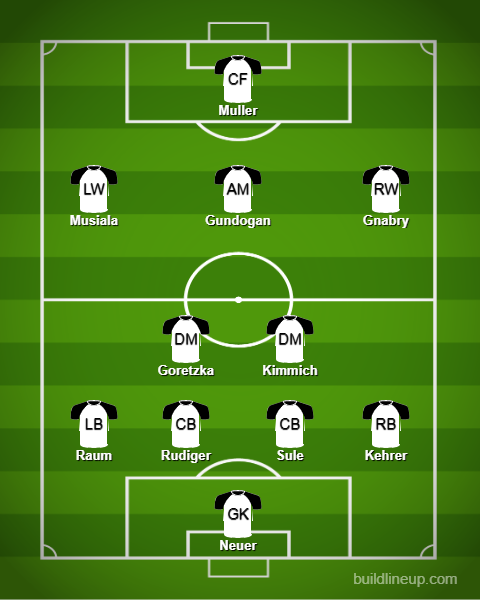 CF
Muller
LW
AM
RW
Musiala
Gundogan
Gnabry
DM
DM
Goretzka
Kimmich
LB
CB
CB
RB
Raum
Rudiger
Sule
Kehrer
GK
Neuer
buildlineup.com